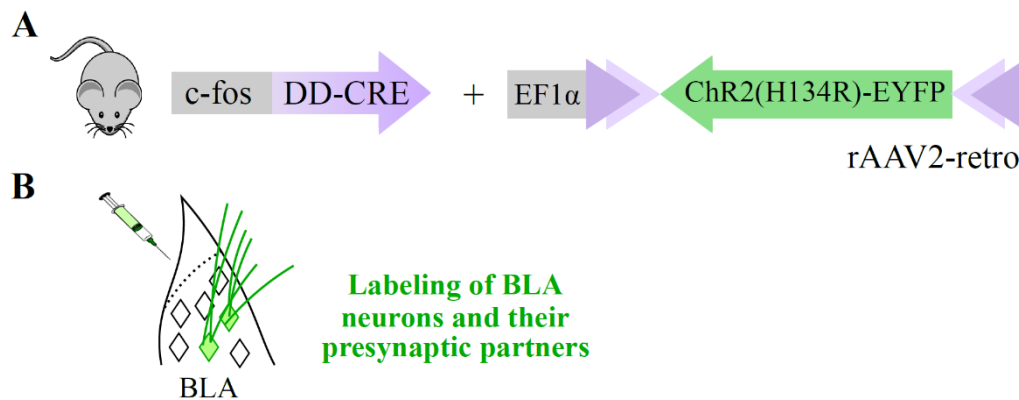 A
c-fos DD-CRE + EF1α ChR2(H134R)-EYFP
rAAV2-retro
B
Labeling of BLA
neurons and their
presynaptic partners
BLA